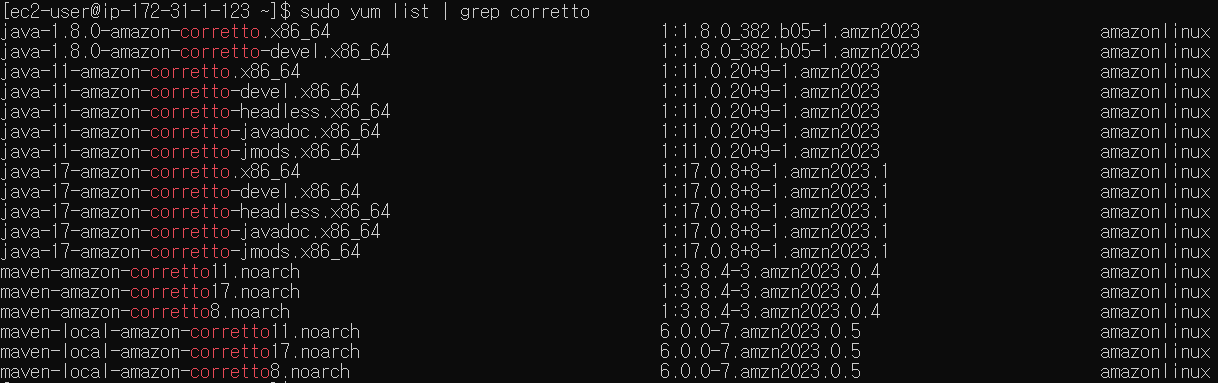 [ec2-user@ip-172-31-1-123 ~]$ sudo yum list | grep corretto
java-1.8.0-amazon-corretto.x86_64 1:1.8.0_382.b05-1.amzn2023 amazonlinux
java-1.8.0-amazon-corretto-devel.x86_64 1:1.8.0_382.b05-1.amzn2023 amazonlinux
java-11-amazon-corretto.x86_64 1:11.0.20+9-1.amzn2023 amazonlinux
java-11-amazon-corretto-devel.x86_64 1:11.0.20+9-1.amzn2023 amazonlinux
java-11-amazon-corretto-headless.x86_64 1:11.0.20+9-1.amzn2023 amazonlinux
java-11-amazon-corretto-javadoc.x86_64 1:11.0.20+9-1.amzn2023 amazonlinux
java-11-amazon-corretto-jmods.x86_64 1:11.0.20+9-1.amzn2023 amazonlinux
java-17-amazon-corretto.x86_64 1:17.0.8+8-1.amzn2023.1 amazonlinux
java-17-amazon-corretto-devel.x86_64 1:17.0.8+8-1.amzn2023.1 amazonlinux
java-17-amazon-corretto-headless.x86_64 1:17.0.8+8-1.amzn2023.1 amazonlinux
java-17-amazon-corretto-javadoc.x86_64 1:17.0.8+8-1.amzn2023.1 amazonlinux
java-17-amazon-corretto-jmods.x86_64 1:17.0.8+8-1.amzn2023.1 amazonlinux
maven-amazon-corretto11.noarch 1:3.8.4-3.amzn2023.0.4 amazonlinux
maven-amazon-corretto17.noarch 1:3.8.4-3.amzn2023.0.4 amazonlinux
maven-amazon-corretto8.noarch 1:3.8.4-3.amzn2023.0.4 amazonlinux
maven-local-amazon-corretto11.noarch 6.0.0-7.amzn2023.0.5 amazonlinux
maven-local-amazon-corretto17.noarch 6.0.0-7.amzn2023.0.5 amazonlinux
maven-local-amazon-corretto8.noarch 6.0.0-7.amzn2023.0.5 amazonlinux